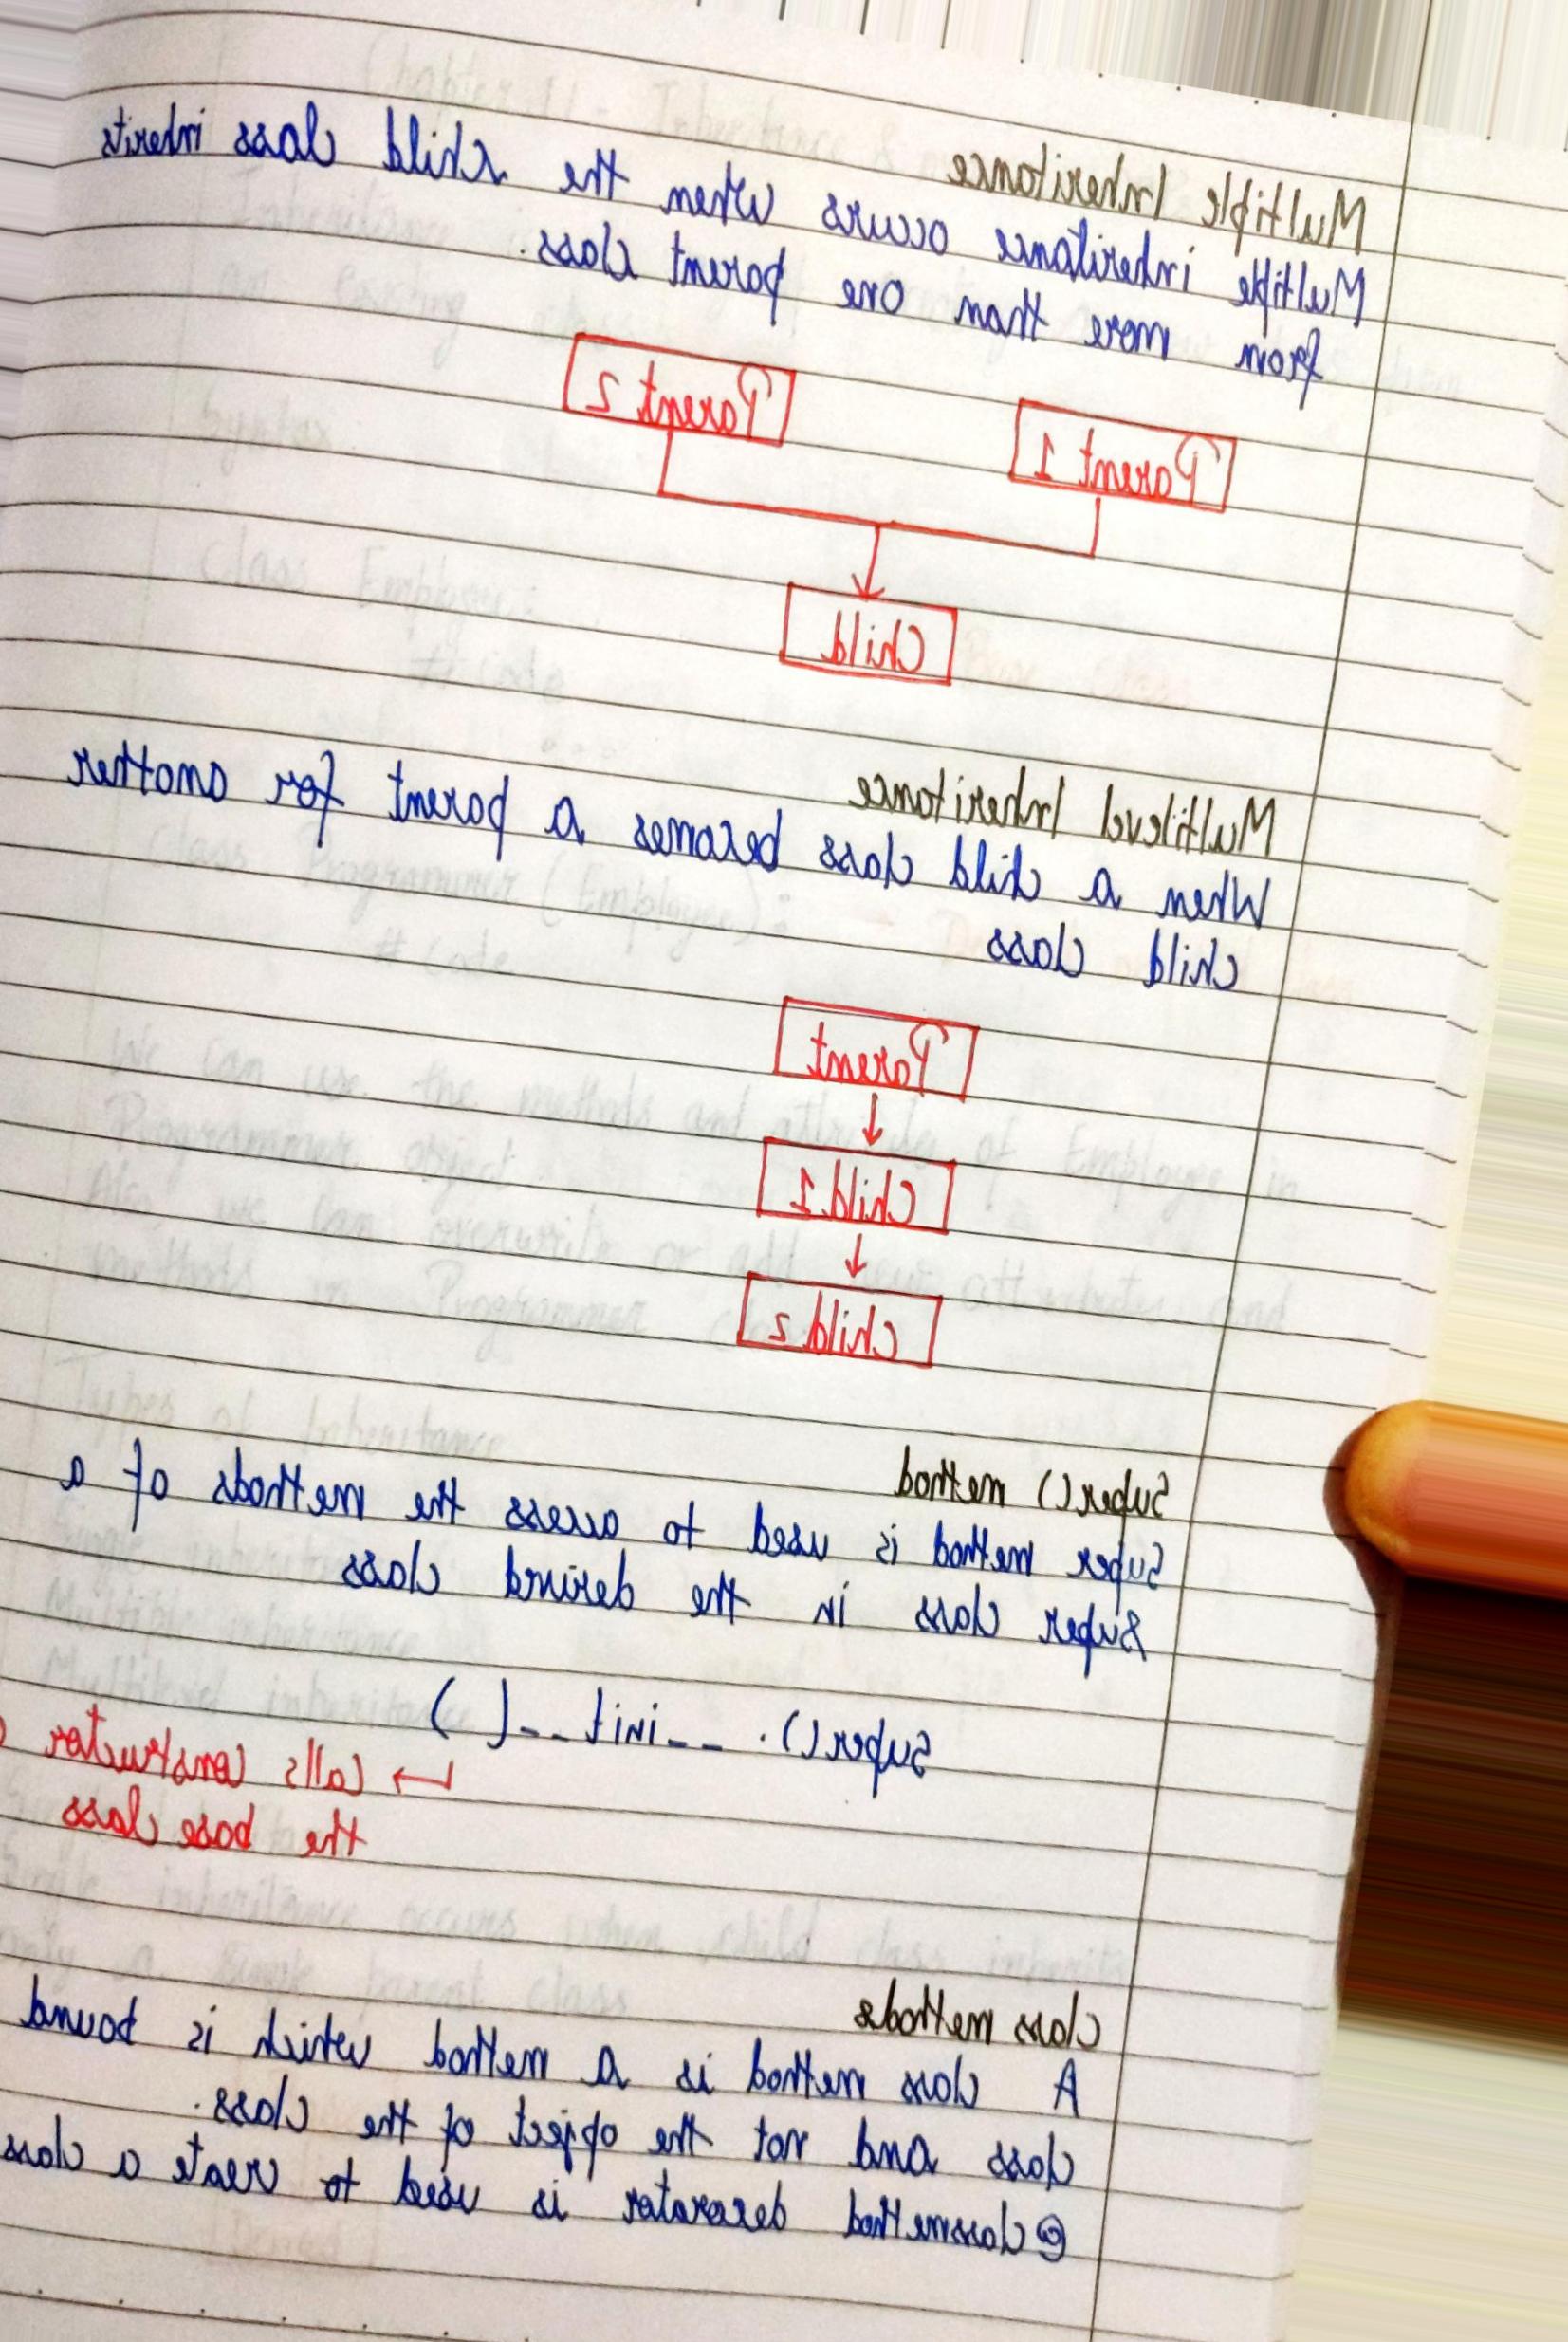 Multiple Inheritance
Multiple inheritance occurs when the child class inherits
from more than one parent class.
Parent 1 Parent 2
Child
Multilevel Inheritance
When a child class becomes a parent for another
child class
Parent
Child 1
Child 2
Super() method
Super method is used to access the methods of a
super class in the derived class
Super().__init__()
↳ Calls Constructor
the base class
Class methods
A class method is a method which is bound
class and not the object of the class.
@classmethod decorator is used to create a class